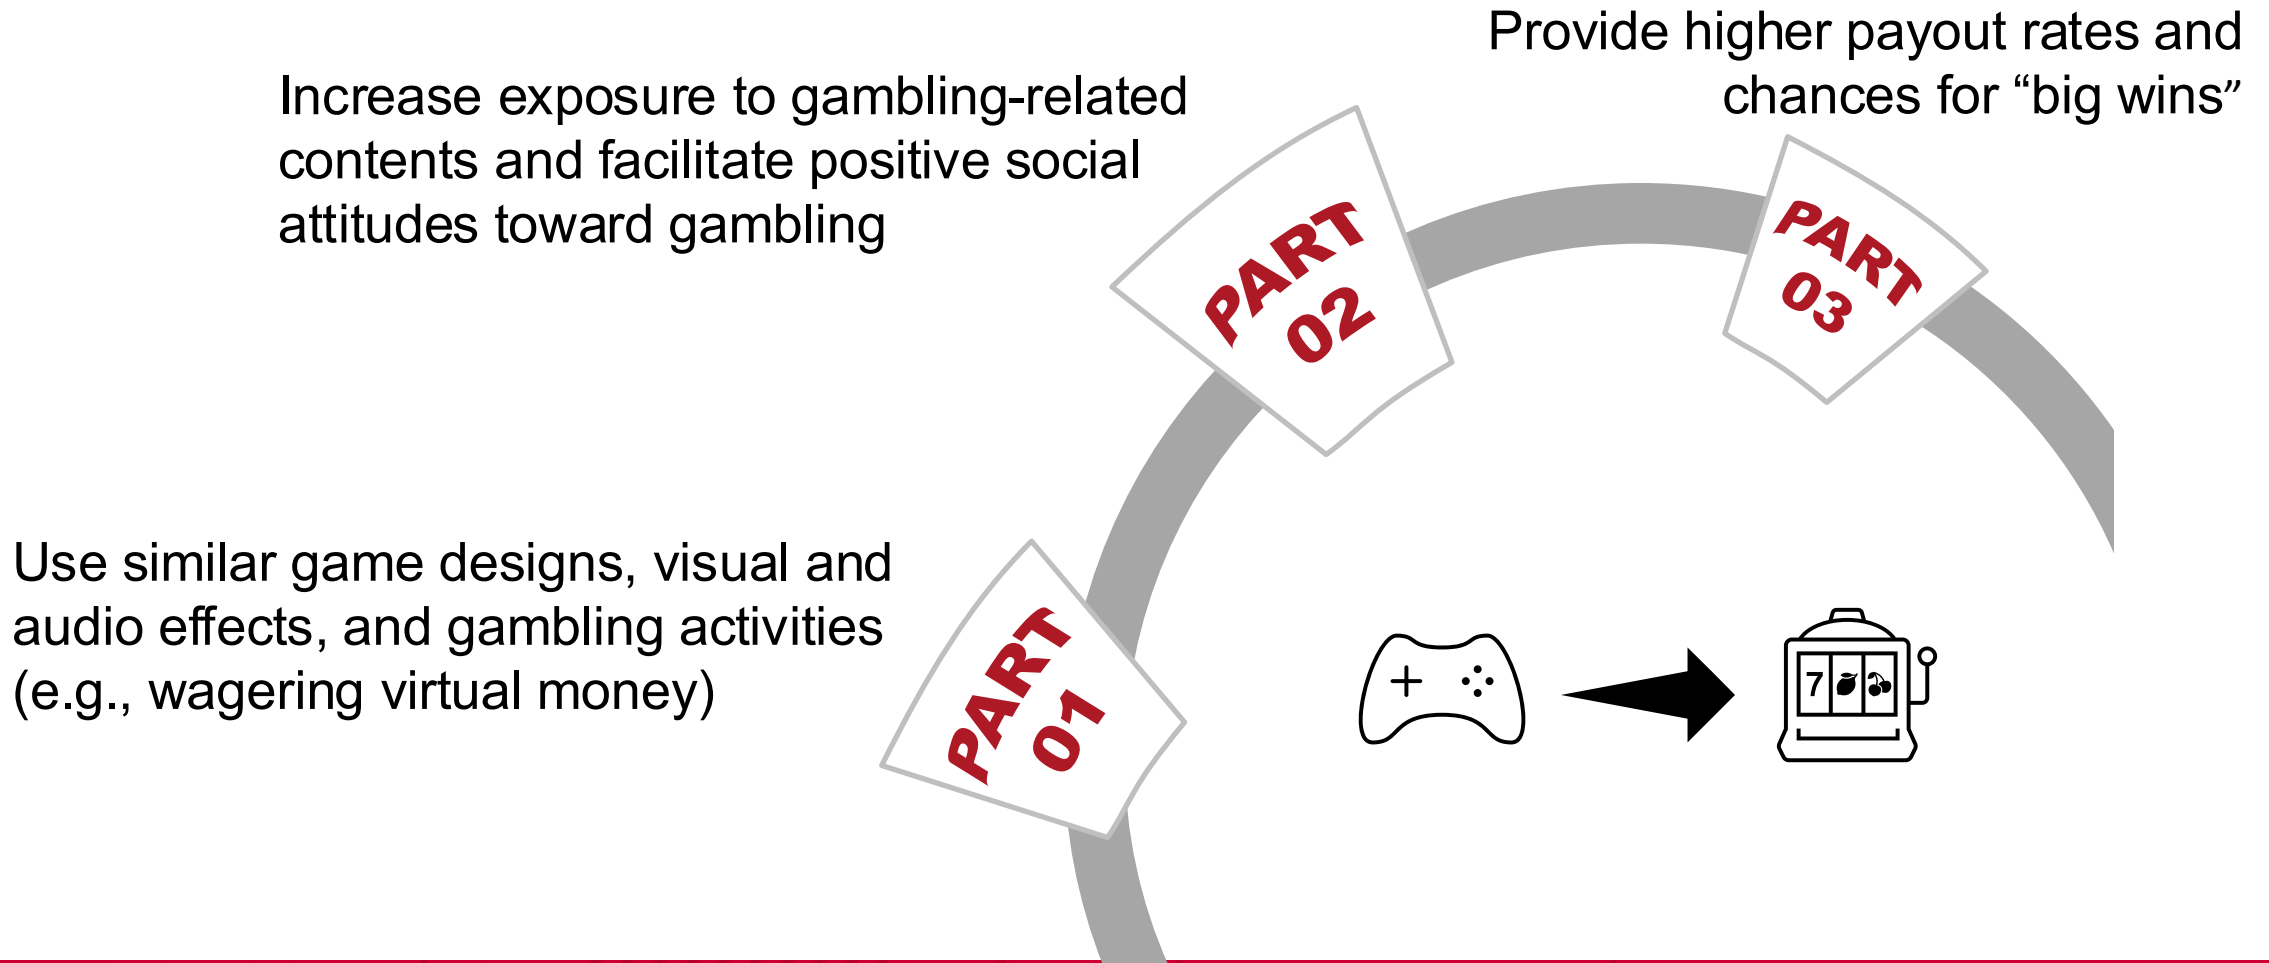 Provide higher payout rates and
chances for “big wins”
Increase exposure to gambling-related
contents and facilitate positive social
attitudes toward gambling
PART
02
PART
03
Use similar game designs, visual and
audio effects, and gambling activities
(e.g., wagering virtual money)
PART
01
7